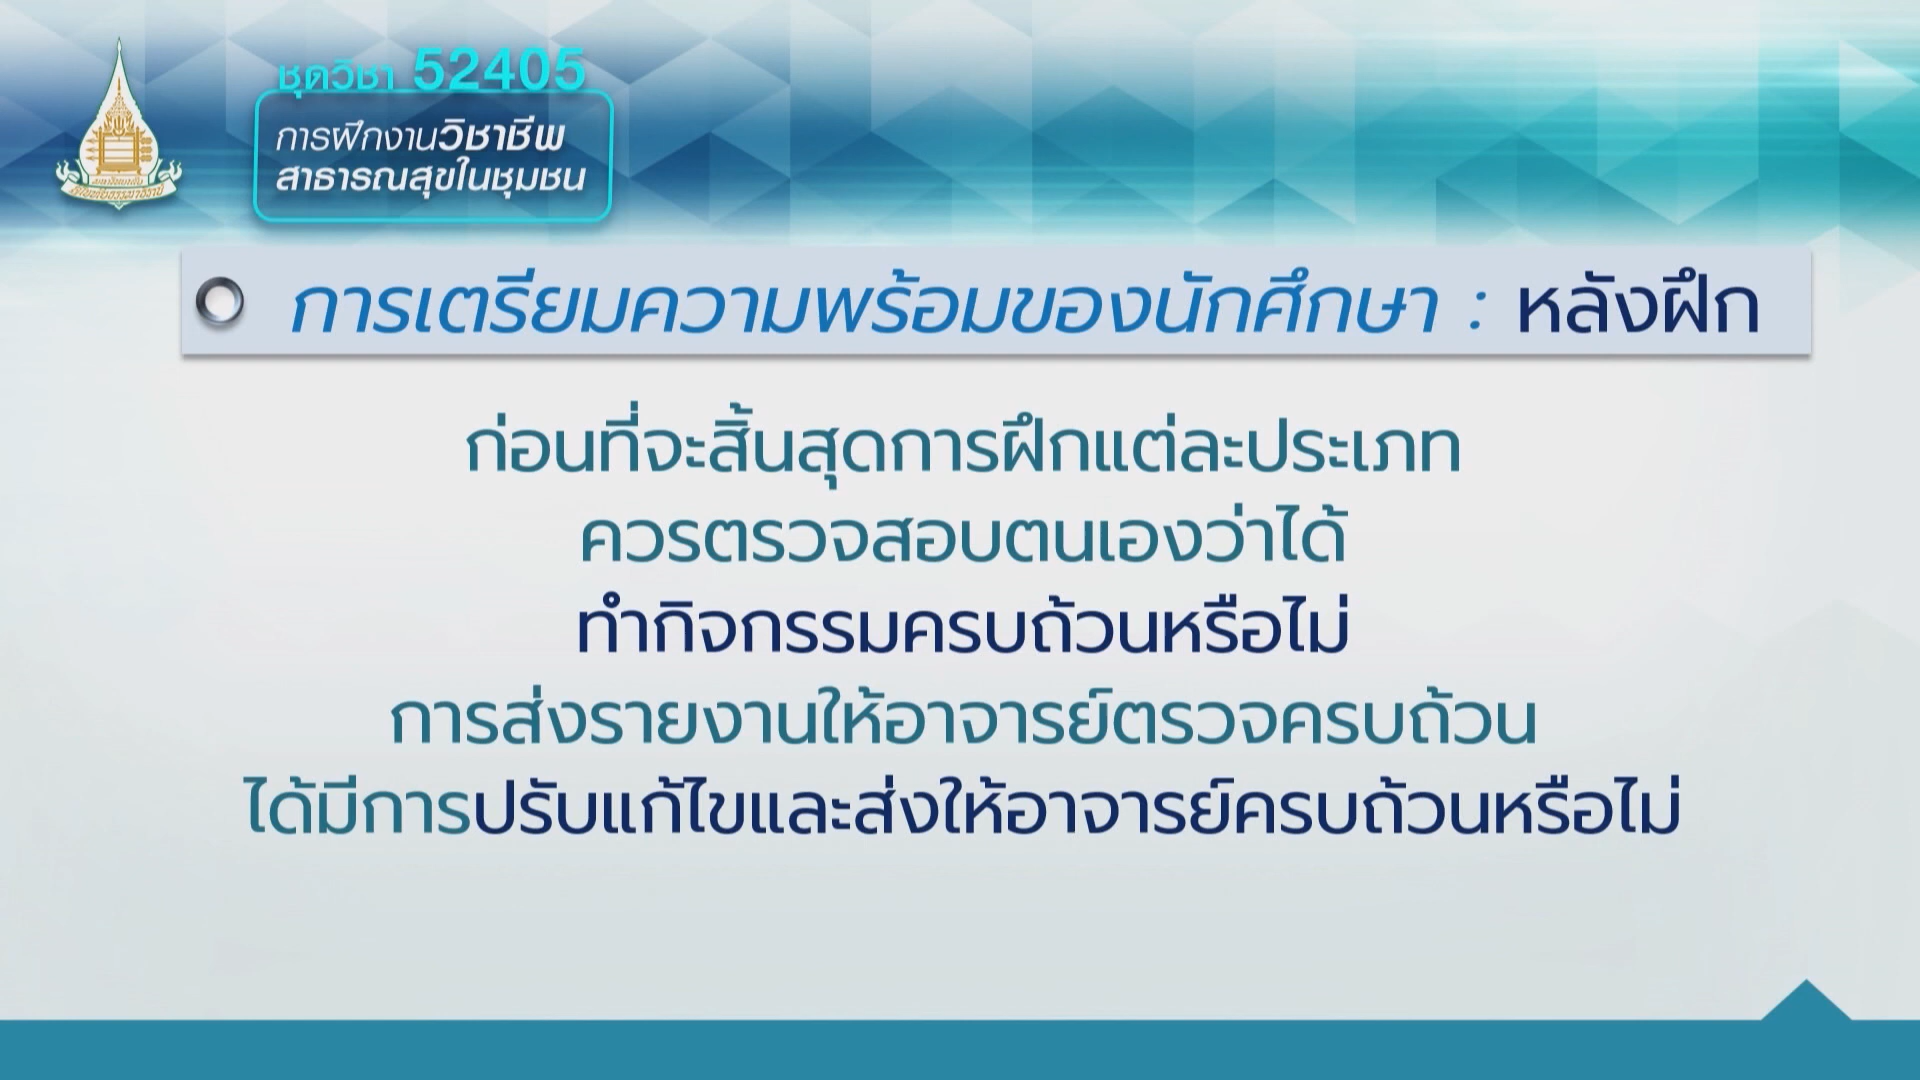 ชุดวิชา 52405
การฝึกงานวิชาชีพ
สาธารณสุขในชุมชน
การเตรียมความพร้อมของนักศึกษา : หลังฝึก
ก่อนที่จะสิ้นสุดการฝึกแต่ละประเภท
ควรตรวจสอบตนเองว่าได้
ทำกิจกรรมครบถ้วนหรือไม่
การส่งรายงานให้อาจารย์ตรวจครบถ้วน
ได้มีการปรับแก้ไขและส่งให้อาจารย์ครบถ้วนหรือไม่